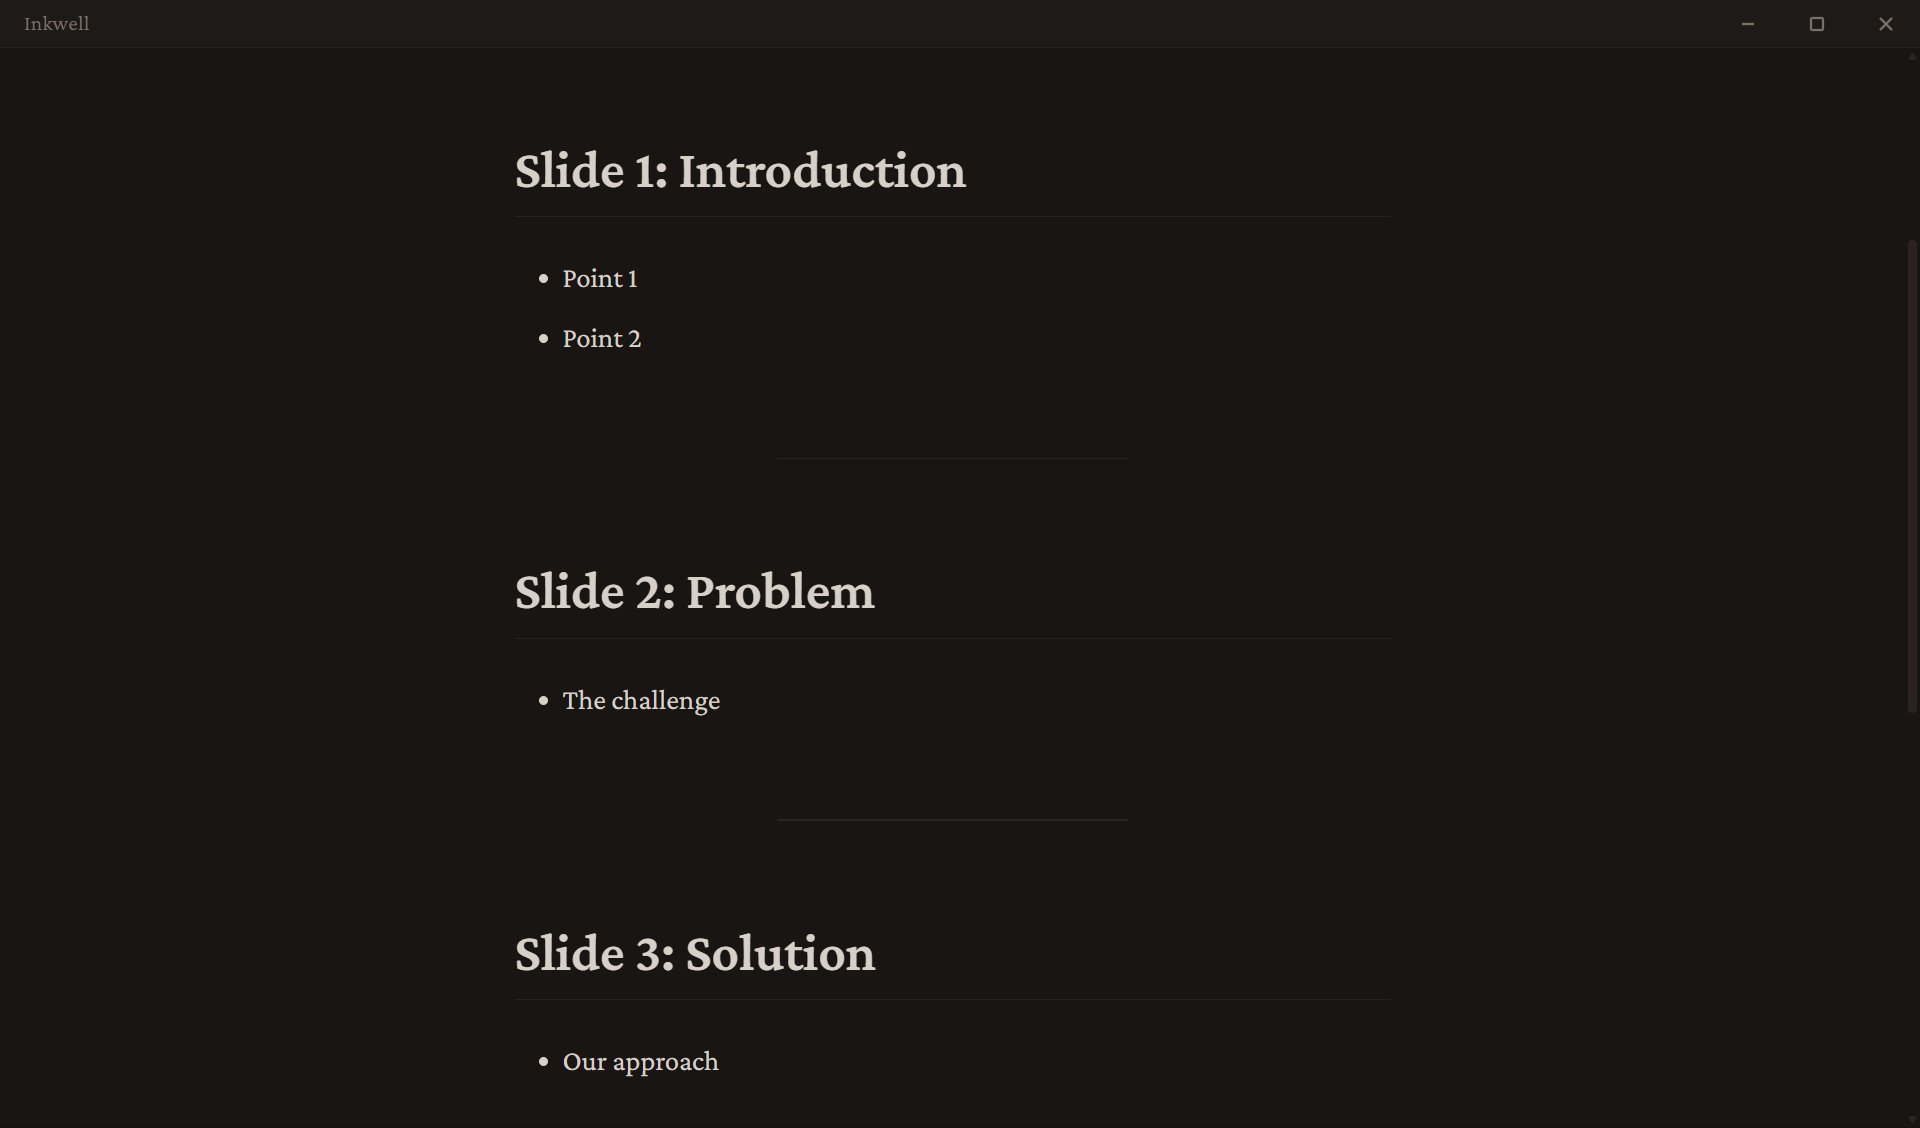 Inkwell
Slide 1: Introduction
Point 1
Point 2
Slide 2: Problem
The challenge
Slide 3: Solution
Our approach